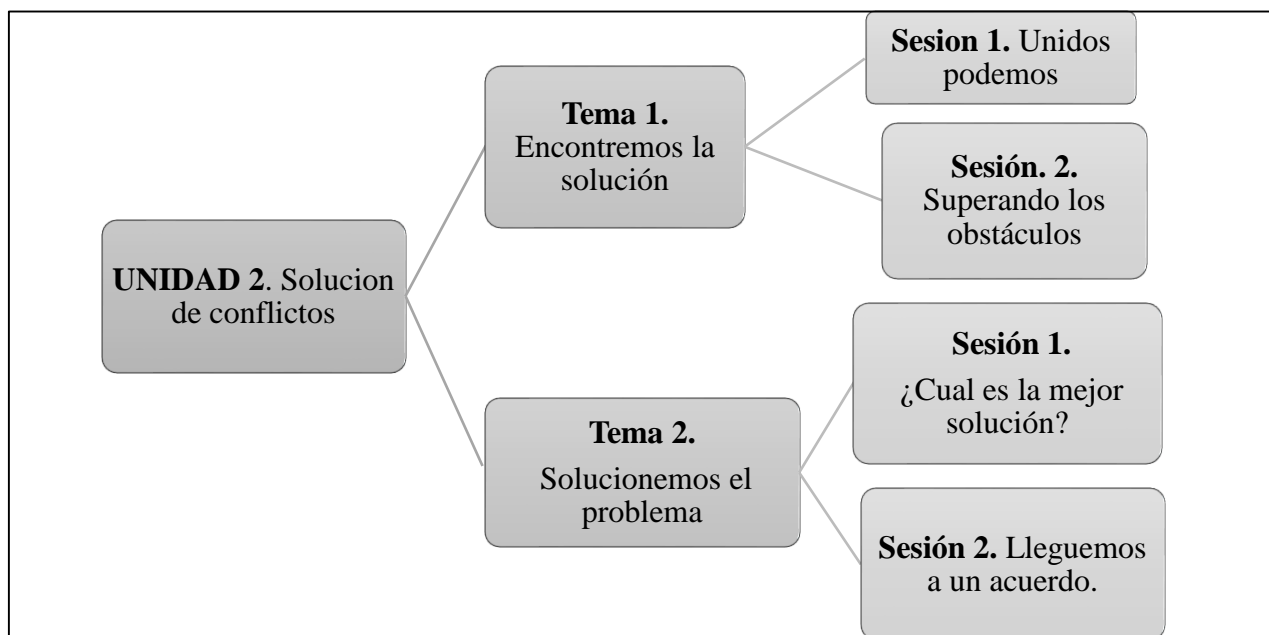 UNIDAD 2. Solucion
de conflictos
Tema 1.
Encontremos la
solución
Sesion 1. Unidos
podemos
Sesión. 2.
Superando los
obstáculos
Tema 2.
Solucionemos el
problema
Sesión 1.
¿Cual es la mejor
solución?
Sesión 2. Lleguemos
a un acuerdo.